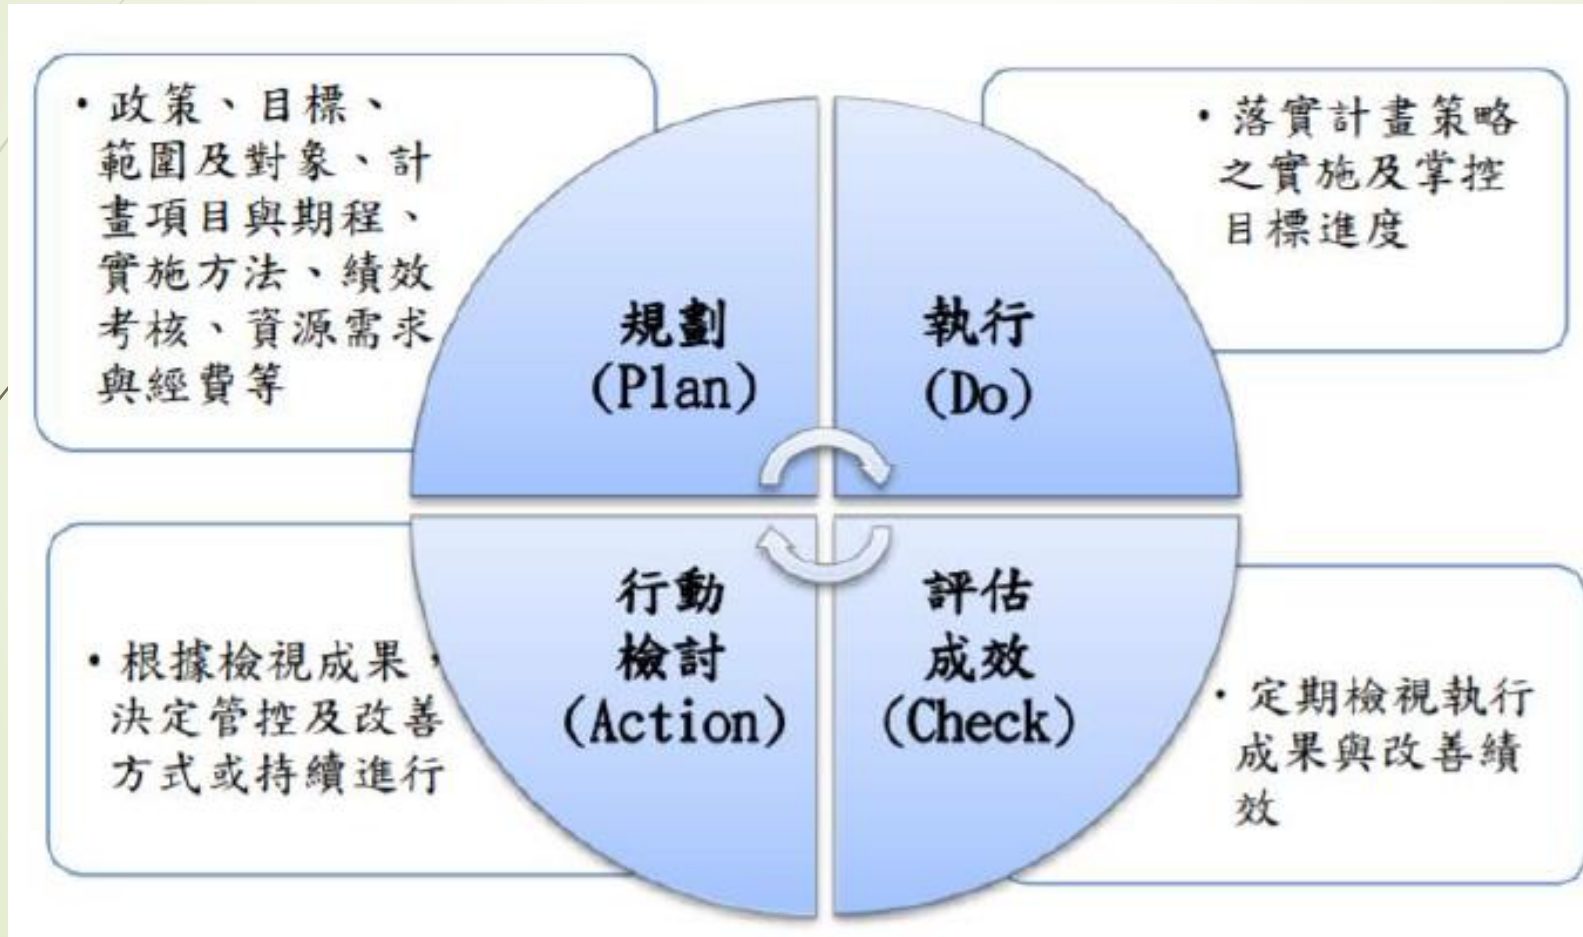 • 政策、目標、
範圍及對象、計
畫項目與期程、
實施方法、績效
考核、資源需求
與經費等
• 落實計畫策略
之實施及掌控
目標進度
規劃
(Plan)
執行
(Do)
行動
檢討
(Action)
評估
成效
(Check)
• 根據檢視成果，
決定管控及改善
方式或持續進行
• 定期檢視執行
成果與改善績
效